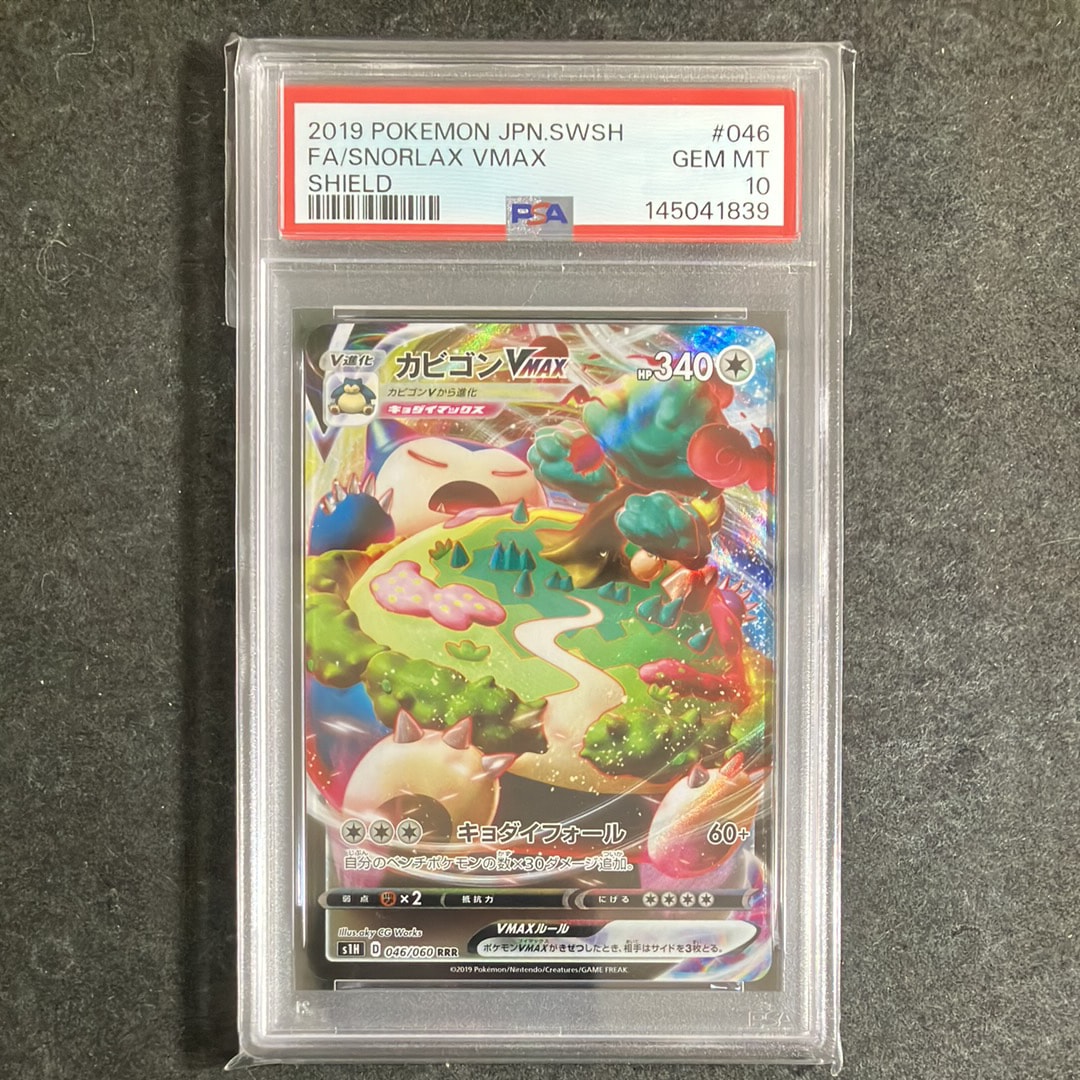 2019 POKEMON JPN.SWSH #046
FA/SNORLAX VMAX GEM MT
SHIELD 10
PSA 145041839
V進化 カビゴンVMAX HP340
カビゴンVから進化
キョダイマックス
キョダイフォール 60+
自分のベンチポケモンの数×30ダメージ追加。
弱点 ×2 抵抗力 にげる
Illus.aky CG Works VMAXルール
s1H D 046/060 RRR ポケモンVMAXがきぜつしたとき、相手はサイドを3枚とる。
©2019 Pokémon/Nintendo/Creatures/GAME FREAK.